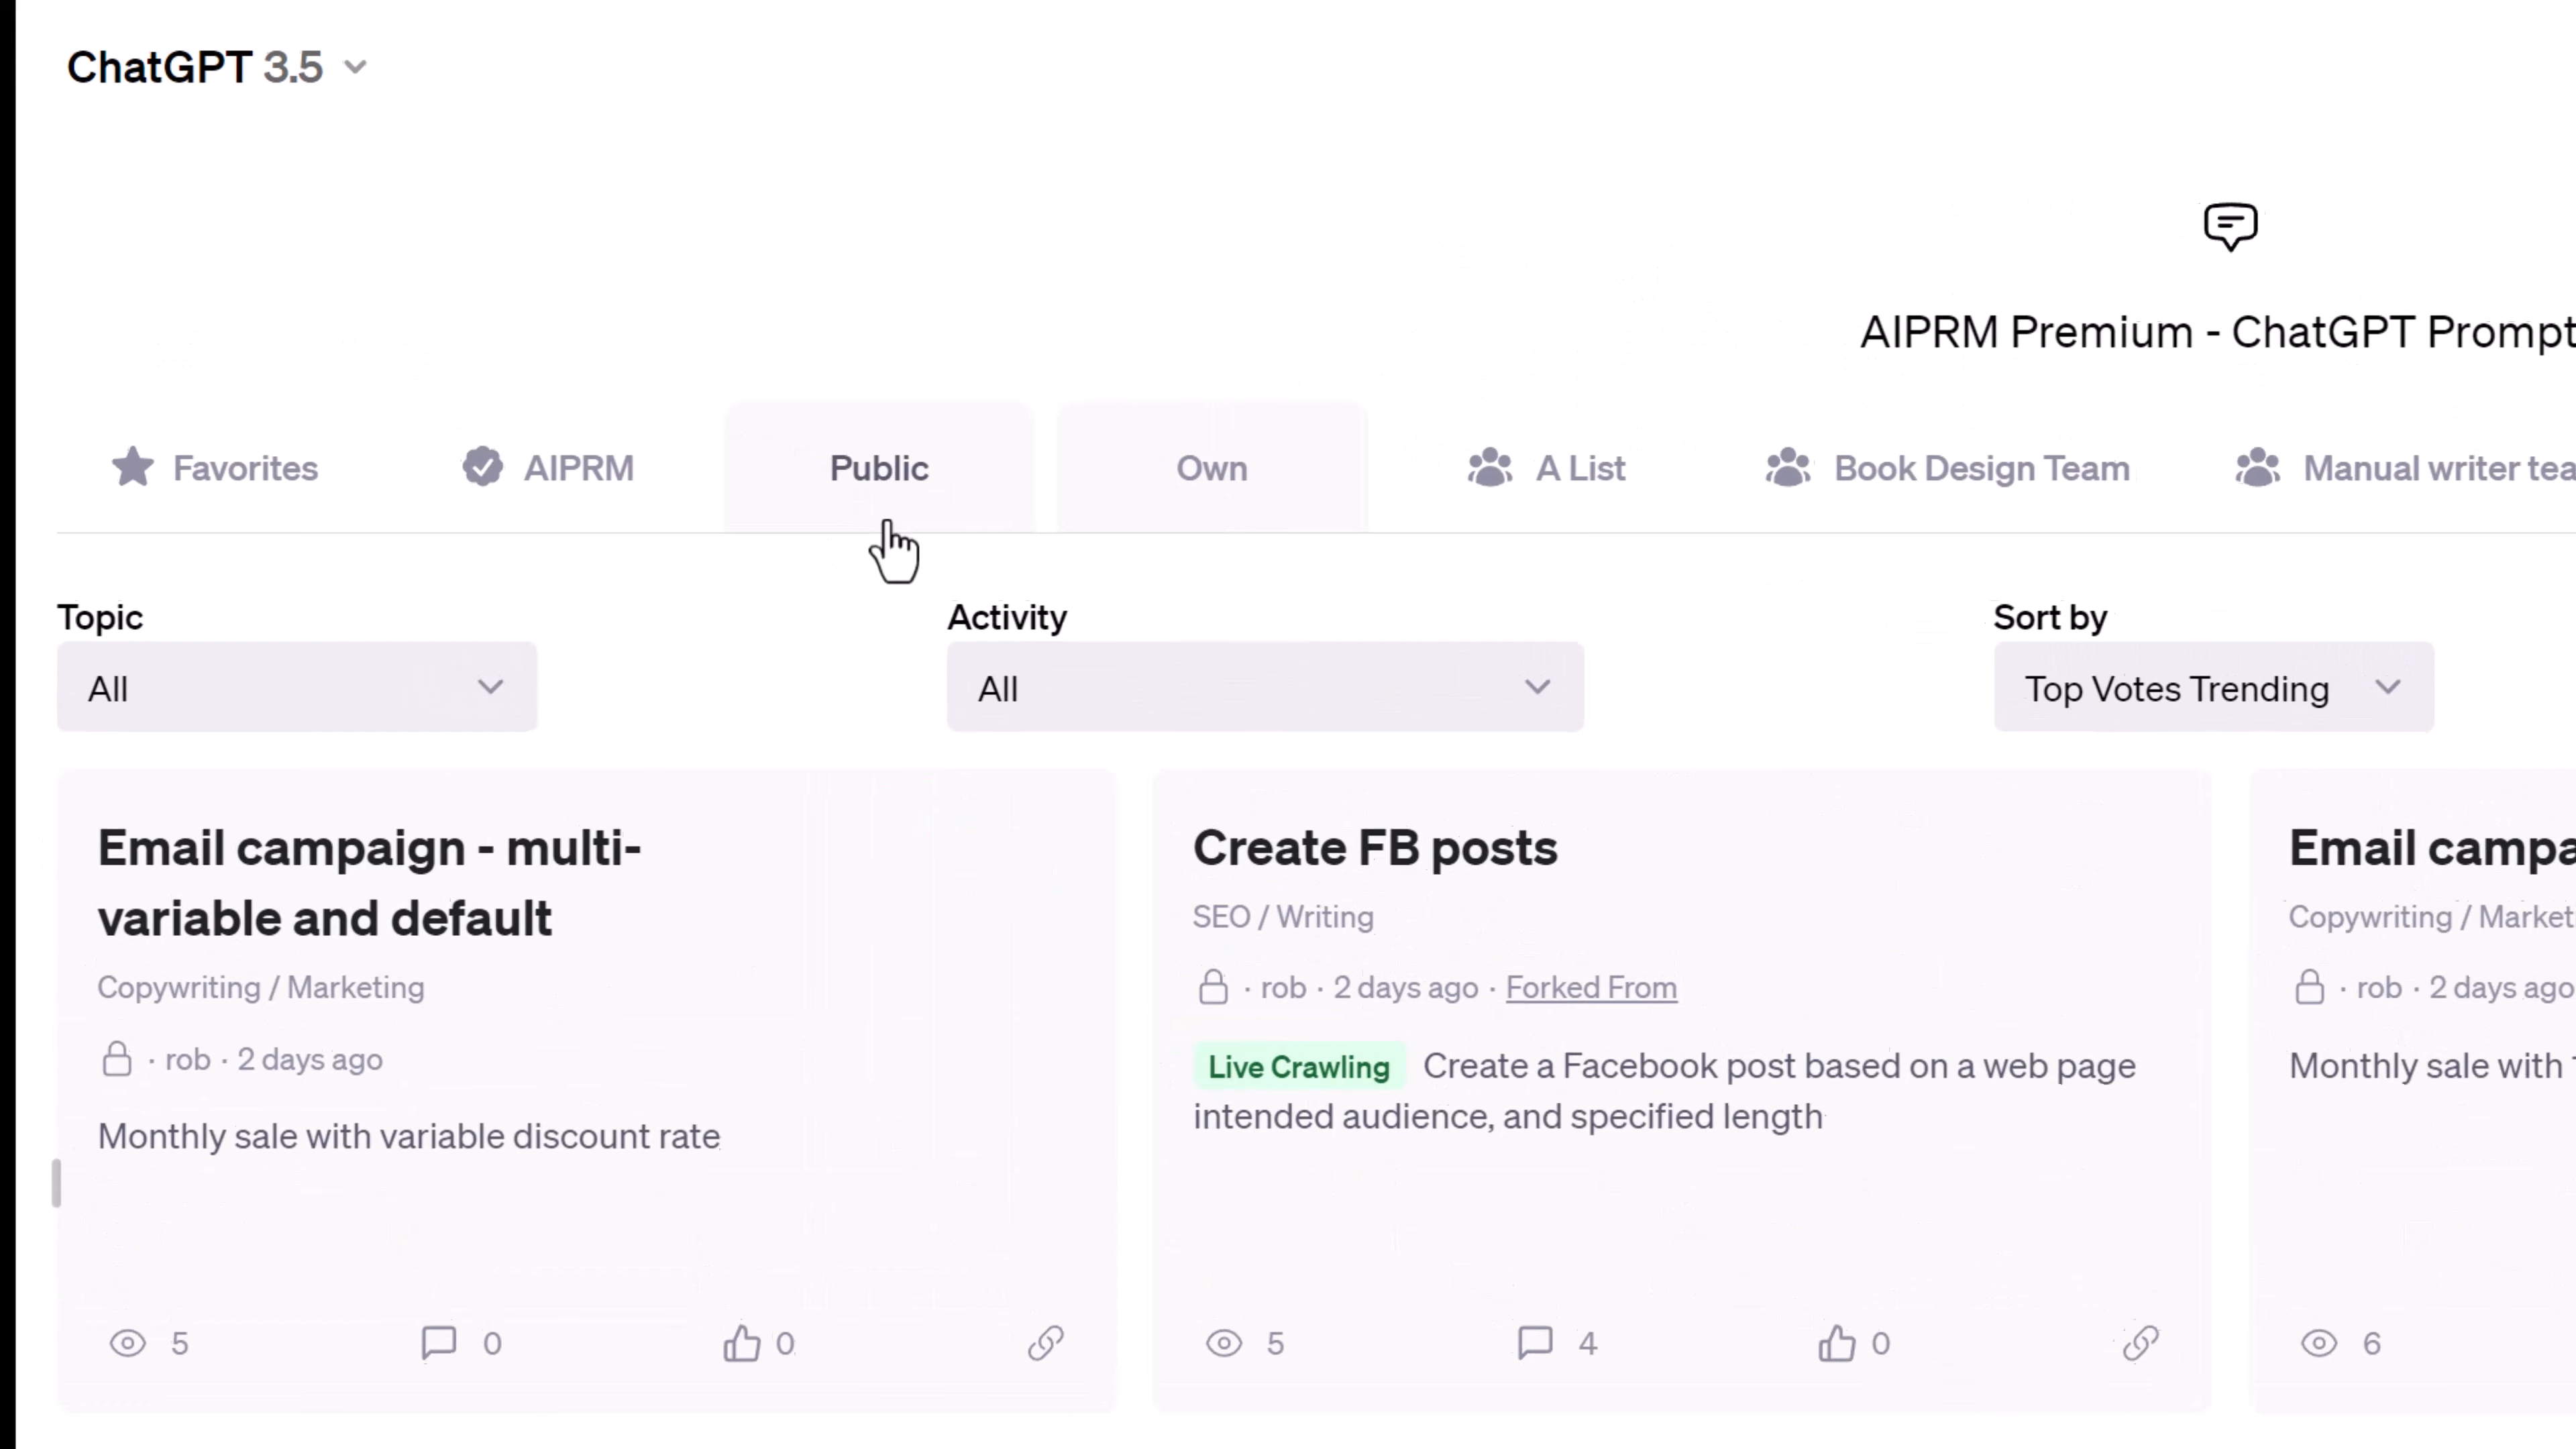 ChatGPT 3.5
AIPRM Premium - ChatGPT Prompt
Favorites AIPRM Public Own A List Book Design Team Manual writer tea
Topic Activity Sort by
All All Top Votes Trending
Email campaign - multi-
variable and default
Copywriting / Marketing
· rob · 2 days ago
Monthly sale with variable discount rate
5 0 0
Create FB posts
SEO / Writing
· rob · 2 days ago · Forked From
Live Crawling Create a Facebook post based on a web page
intended audience, and specified length
5 4 0
Email campa
Copywriting / Market
· rob · 2 days ago
Monthly sale with
6